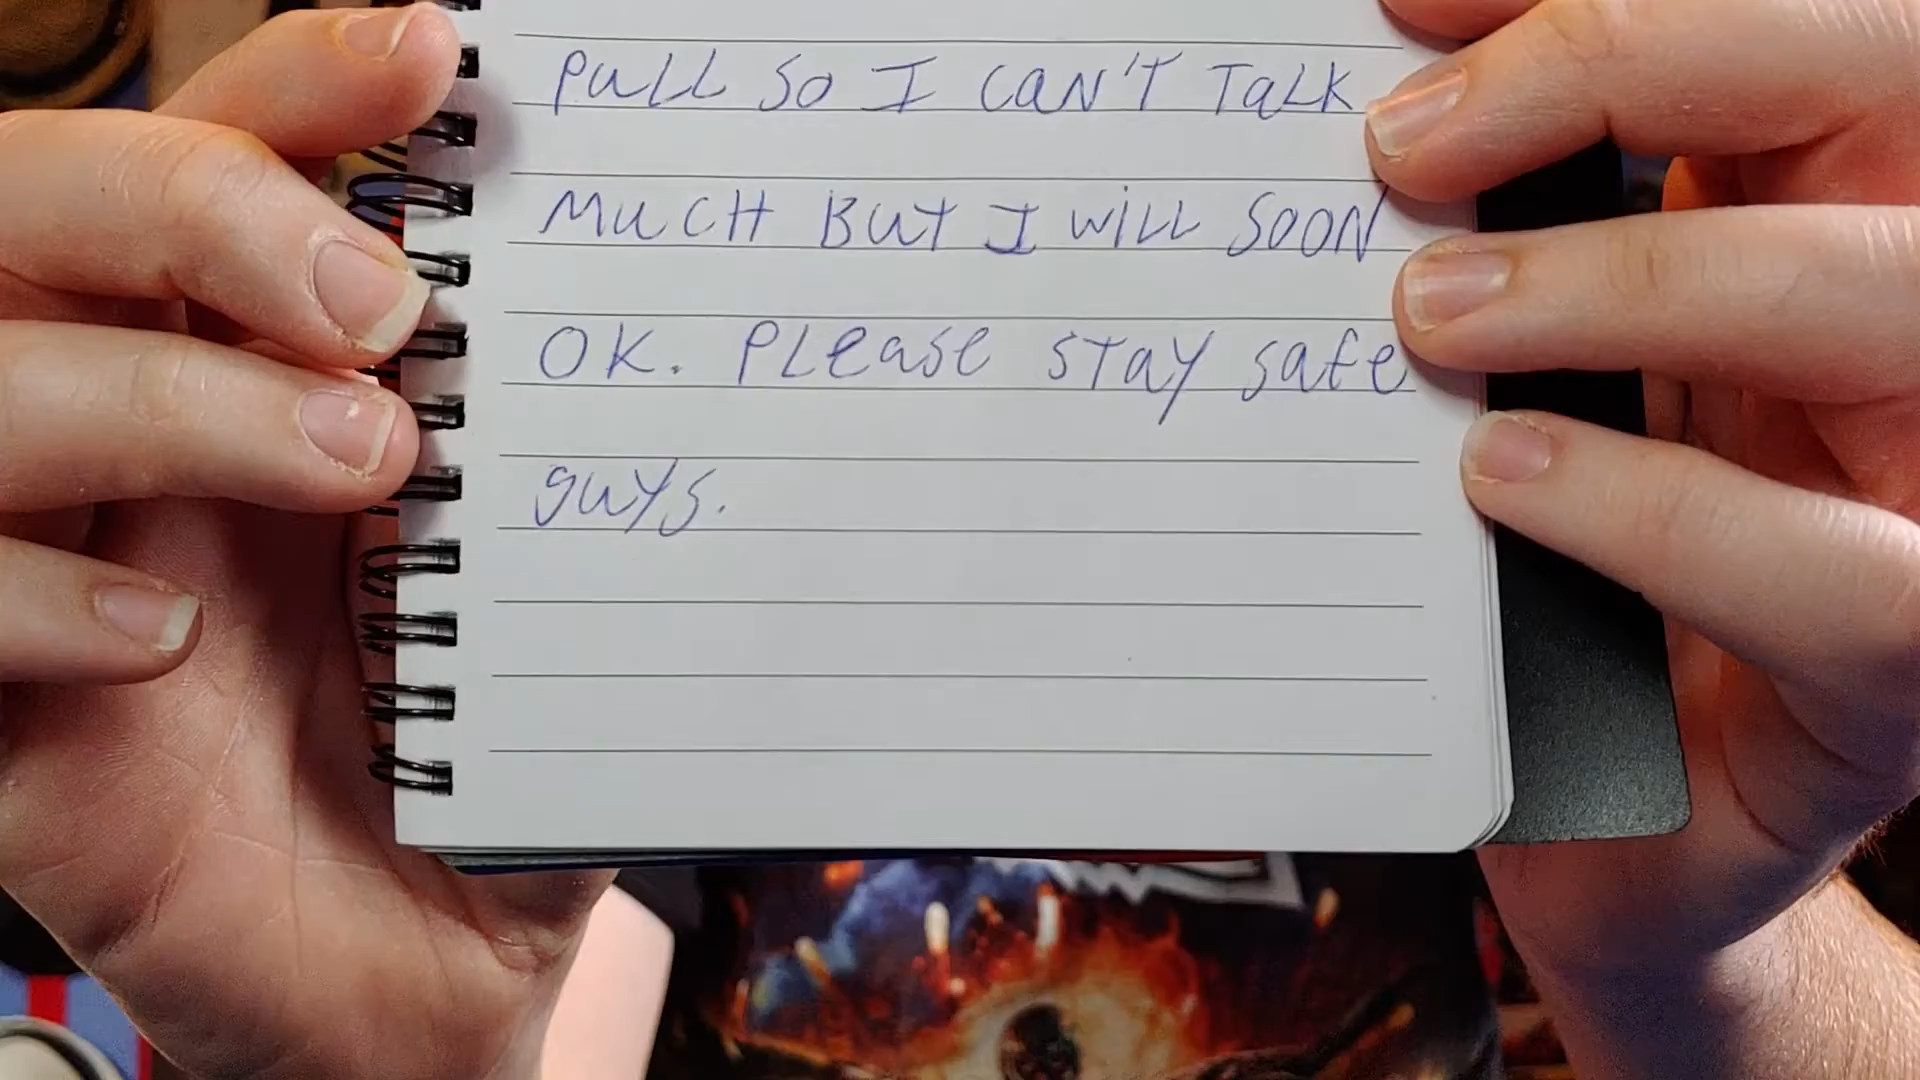 PULL SO I CAN'T TALK
MUCH BUT I WILL SOON
OK. PLease STAY safe
guys.